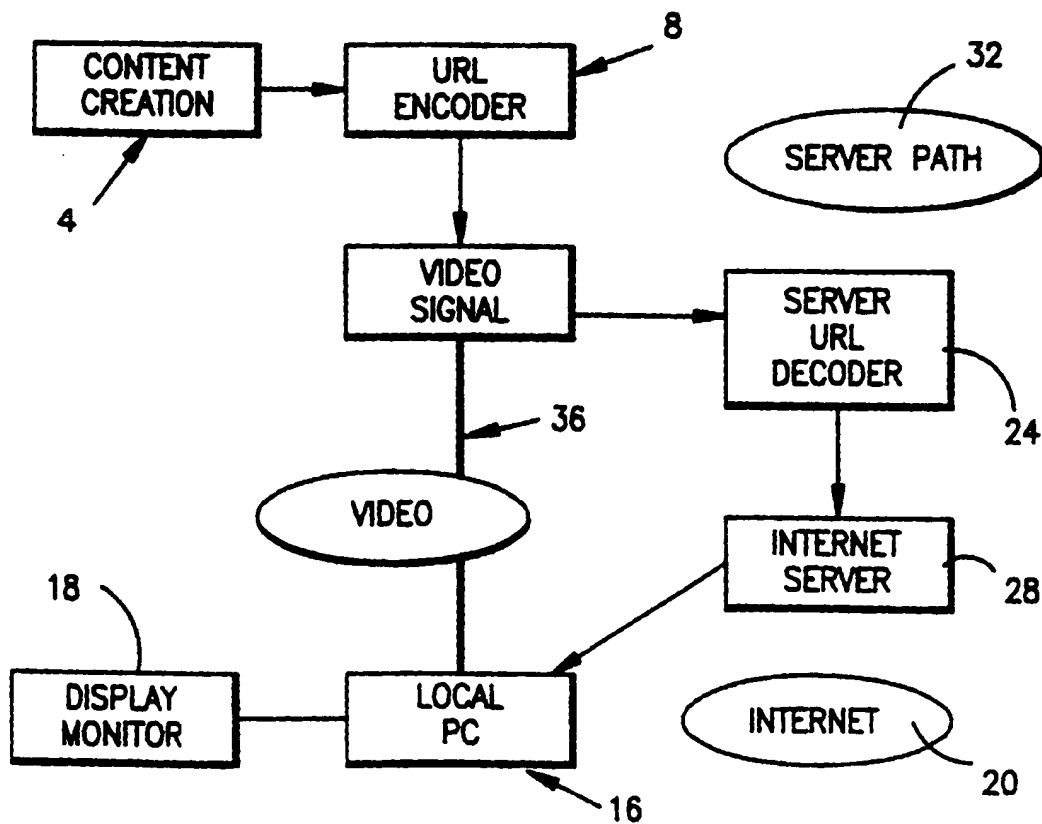 8
CONTENT
CREATION
URL
ENCODER
32
SERVER PATH
4
VIDEO
SIGNAL
SERVER
URL
DECODER
36
24
VIDEO
INTERNET
SERVER
28
18
DISPLAY
MONITOR
LOCAL
PC
INTERNET
20
16